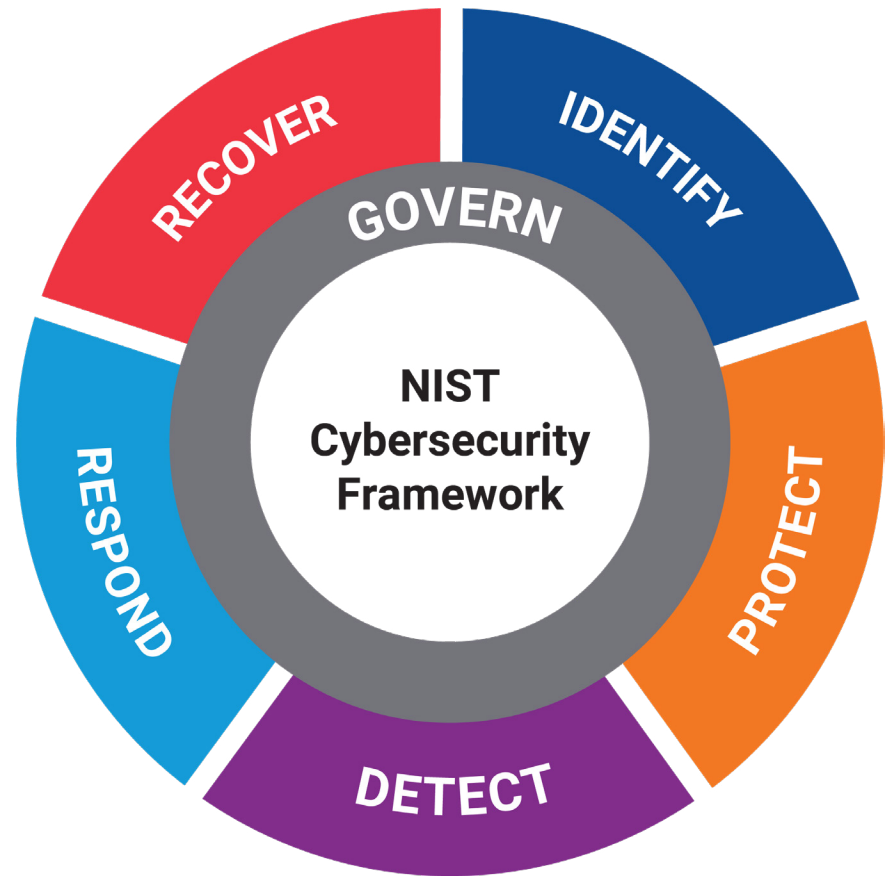 RECOVER
IDENTIFY
GOVERN
NIST
Cybersecurity
Framework
RESPOND
PROTECT
DETECT